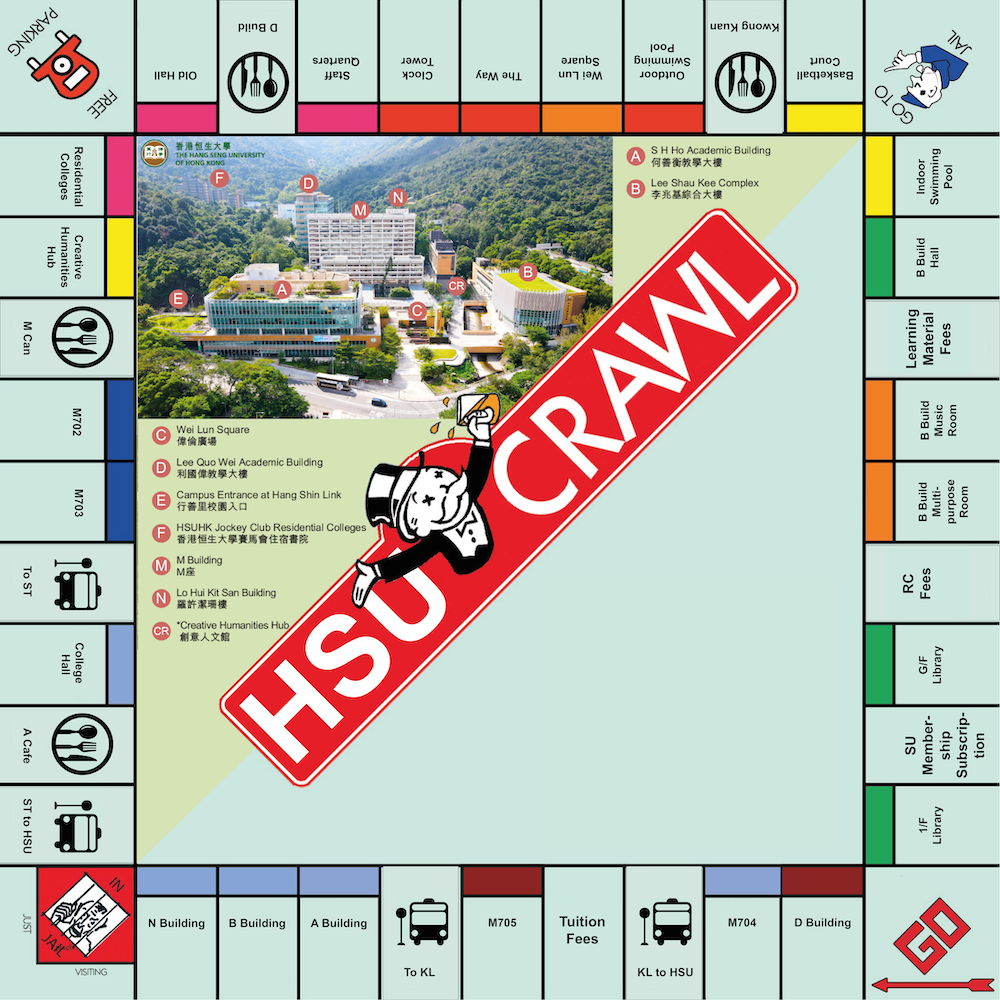 FREE
PARKING
Old Hall
D Build
Staff
Quarters
Clock
Tower
The Way
Wei Lun
Square
Outdoor
Swimming
Pool
Kwong Kuan
Basketball
Court
GO TO
JAIL
Residential
Colleges
Creative
Humanities
Hub
M Can
M702
M703
To ST
College
Hall
A Cafe
ST to HSU
香港恒生大學
THE HANG SENG UNIVERSITY
OF HONG KONG
F
D
N
M
E
A
C
CR
B
A S H Ho Academic Building
何善衡教學大樓
B Lee Shau Kee Complex
李兆基綜合大樓
C Wei Lun Square
偉倫廣場
D Lee Quo Wei Academic Building
利國偉教學大樓
E Campus Entrance at Hang Shin Link
行善里校園入口
F HSUHK Jockey Club Residential Colleges
香港恒生大學賽馬會住宿書院
M M Building
M座
N Lo Hui Kit San Building
羅許潔珊樓
CR *Creative Humanities Hub
創意人文館
HSU CRAWL
Indoor
Swimming
Pool
B Build
Hall
Learning
Material
Fees
B Build
Music
Room
B Build
Multi-
purpose
Room
RC
Fees
G/F
Library
SU
Member-
ship
Subscrip-
tion
1/F
Library
IN
JAIL
JUST
VISITING
N Building
B Building
A Building
To KL
M705
Tuition
Fees
KL to HSU
M704
D Building
GO